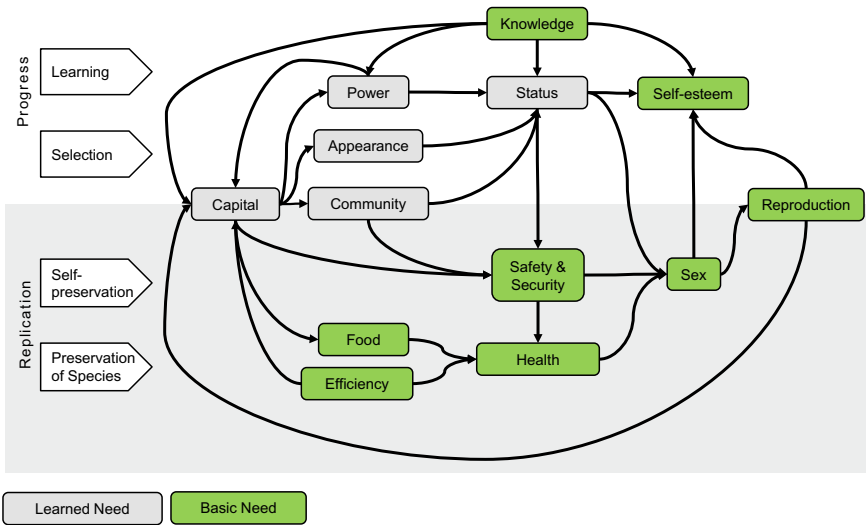 Knowledge
Progress
Learning
Power
Status
Self-esteem
Selection
Appearance
Capital
Community
Reproduction
Replication
Self-
preservation
Safety &
Security
Sex
Food
Preservation
of Species
Health
Efficiency
Learned Need
Basic Need